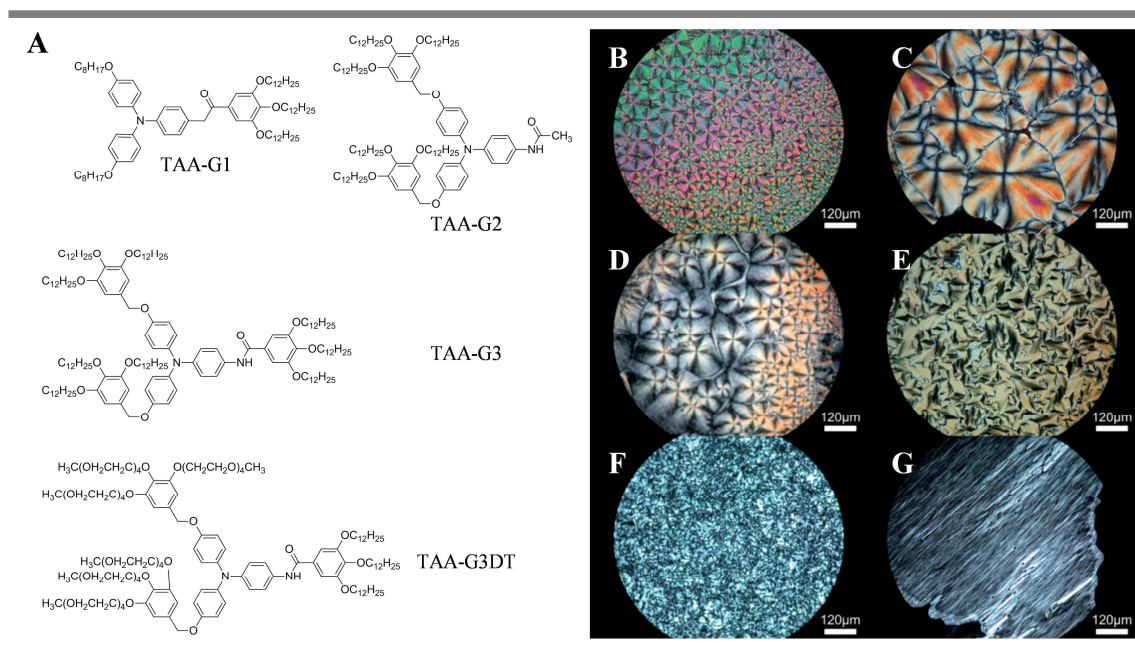 A
C₈H₁₇O
O
OC₁₂H₂₅
OC₁₂H₂₅
N
OC₁₂H₂₅
C₈H₁₇O
TAA-G1
C₁₂H₂₅O
OC₁₂H₂₅
C₁₂H₂₅O
O
O
C₁₂H₂₅O
OC₁₂H₂₅
N
NH
CH₃
C₁₂H₂₅O
O
TAA-G2
C₁₂H₂₅O
OC₁₂H₂₅
C₁₂H₂₅O
O
OC₁₂H₂₅
O
C₁₂H₂₅O
OC₁₂H₂₅
N
NH
OC₁₂H₂₅
C₁₂H₂₅O
OC₁₂H₂₅
O
TAA-G3
H₃C(OH₂CH₂C)₄O
O(CH₂CH₂O)₄CH₃
H₃C(OH₂CH₂C)₄O
O
OC₁₂H₂₅
O
H₃C(OH₂CH₂C)₄O
OC₁₂H₂₅
H₃C(OH₂CH₂C)₄O
N
NH
H₃C(OH₂CH₂C)₄O
OC₁₂H₂₅
O
TAA-G3DT
B
120μm
C
120μm
D
120μm
E
120μm
F
120μm
G
120μm